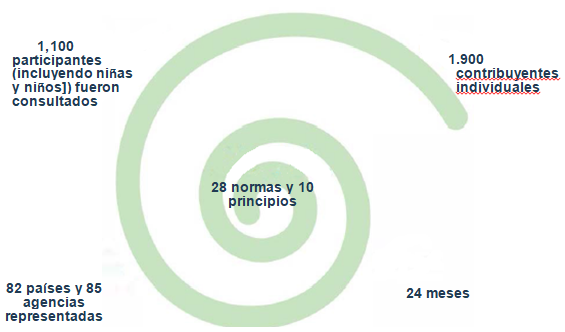 1,100
participantes
(incluyendo niñas
y niños]) fueron
consultados
1.900
contribuyentes
individuales
28 normas y 10
principios
82 países y 85
agencias
representadas
24 meses